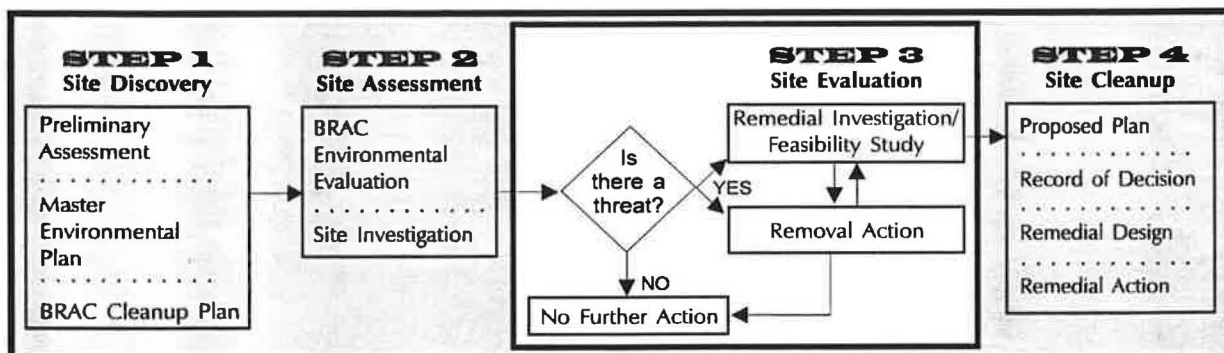 STEP 1
Site Discovery
Preliminary
Assessment
Master
Environmental
Plan
BRAC Cleanup Plan
STEP 2
Site Assessment
BRAC
Environmental
Evaluation
Site Investigation
STEP 3
Site Evaluation
Is
there a
threat?
YES
NO
Remedial Investigation/
Feasibility Study
Removal Action
No Further Action
STEP 4
Site Cleanup
Proposed Plan
Record of Decision
Remedial Design
Remedial Action